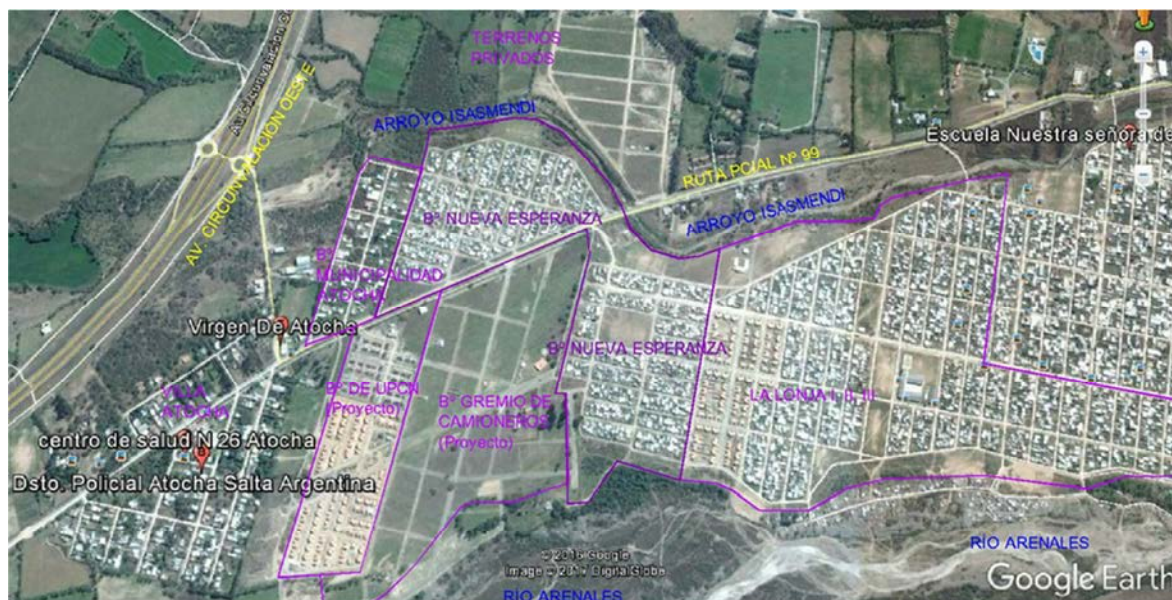 TERRENOS
PRIVADOS
AV. CIRCUNVALACION OESTE
ARROYO ISASMENDI
RUTA PCIAL Nº 99
Escuela Nuestra señora de
ARROYO ISASMENDI
Bº NUEVA ESPERANZA
Bº
MUNICIPALIDAD
ATOCHA
Virgen De Atocha
Bº NUEVA ESPERANZA
VILLA
ATOCHA
Bº DE UPCN
(Proyecto)
Bº GREMIO DE
CAMIONEROS
(Proyecto)
LA LONJA I, II, III
centro de salud N 26 Atocha
Dsto. Policial Atocha Salta Argentina
© 2016 Google
Image © 2017 DigitalGlobe
RIO ARENALES
Google Earth
RIO ARENALES